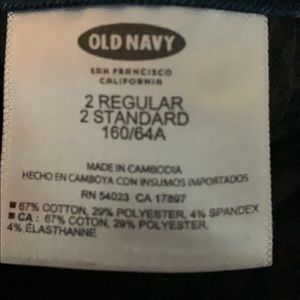 OLD NAVY
SAN FRANCISCO
CALIFORNIA
2 REGULAR
2 STANDARD
160/64A
MADE IN CAMBODIA
HECHO EN CAMBOYA CON INSUMOS IMPORTADOS
RN 54023 CA 17897
■ 67% COTTON, 29% POLYESTER, 4% SPANDEX
■ CA : 67% COTON, 29% POLYESTER,
4% ÉLASTHANNE